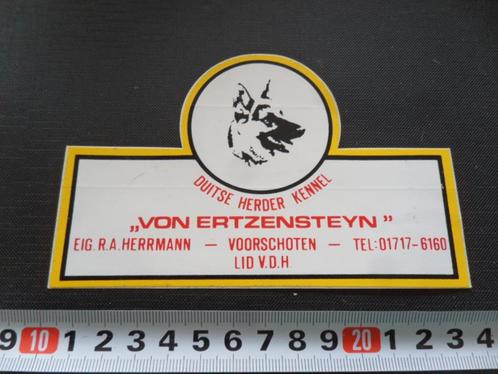 DUITSE HERDER KENNEL
„VON ERTZENSTEYN”
EIG. R.A. HERRMANN – VOORSCHOTEN – TEL: 01717-6160
LID V.D.H.
9 10 1 2 3 4 5 6 7 8 9 20 1 2 3 4